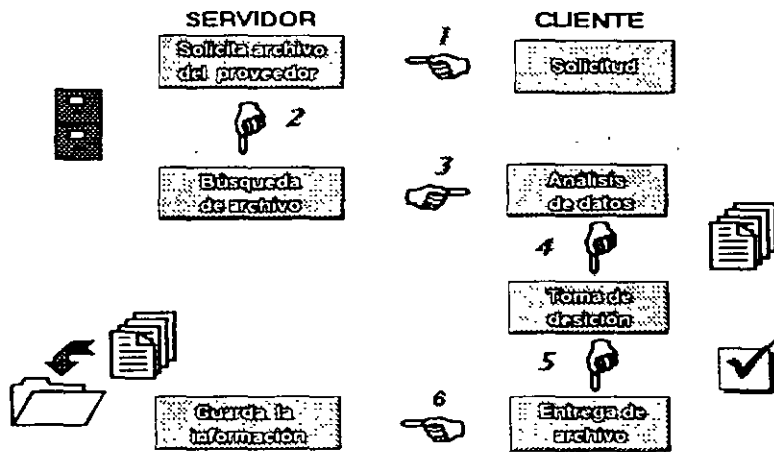 SERVIDOR
CLIENTE
Solicita archivo
del proveedor
1
Solicitud
2
Búsqueda
de archivo
3
Análisis
de datos
4
Toma de
desición
5
Guarda la
información
6
Entrega de
archivo